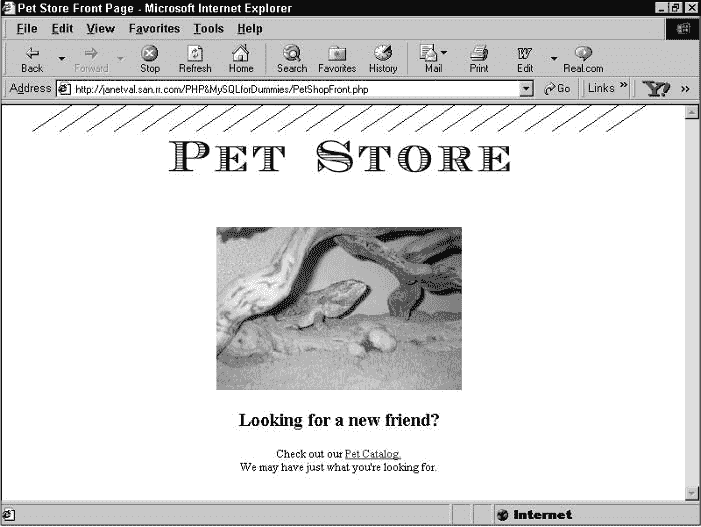 Pet Store Front Page - Microsoft Internet Explorer
File Edit View Favorites Tools Help
Back Forward Stop Refresh Home Search Favorites History Mail Print Edit Real.com
Address http://janetval.san.rr.com/PHP&MySQLforDummies/PetShopFront.php Go Links » Y! »
PET STORE
Looking for a new friend?
Check out our Pet Catalog.
We may have just what you're looking for.
Internet